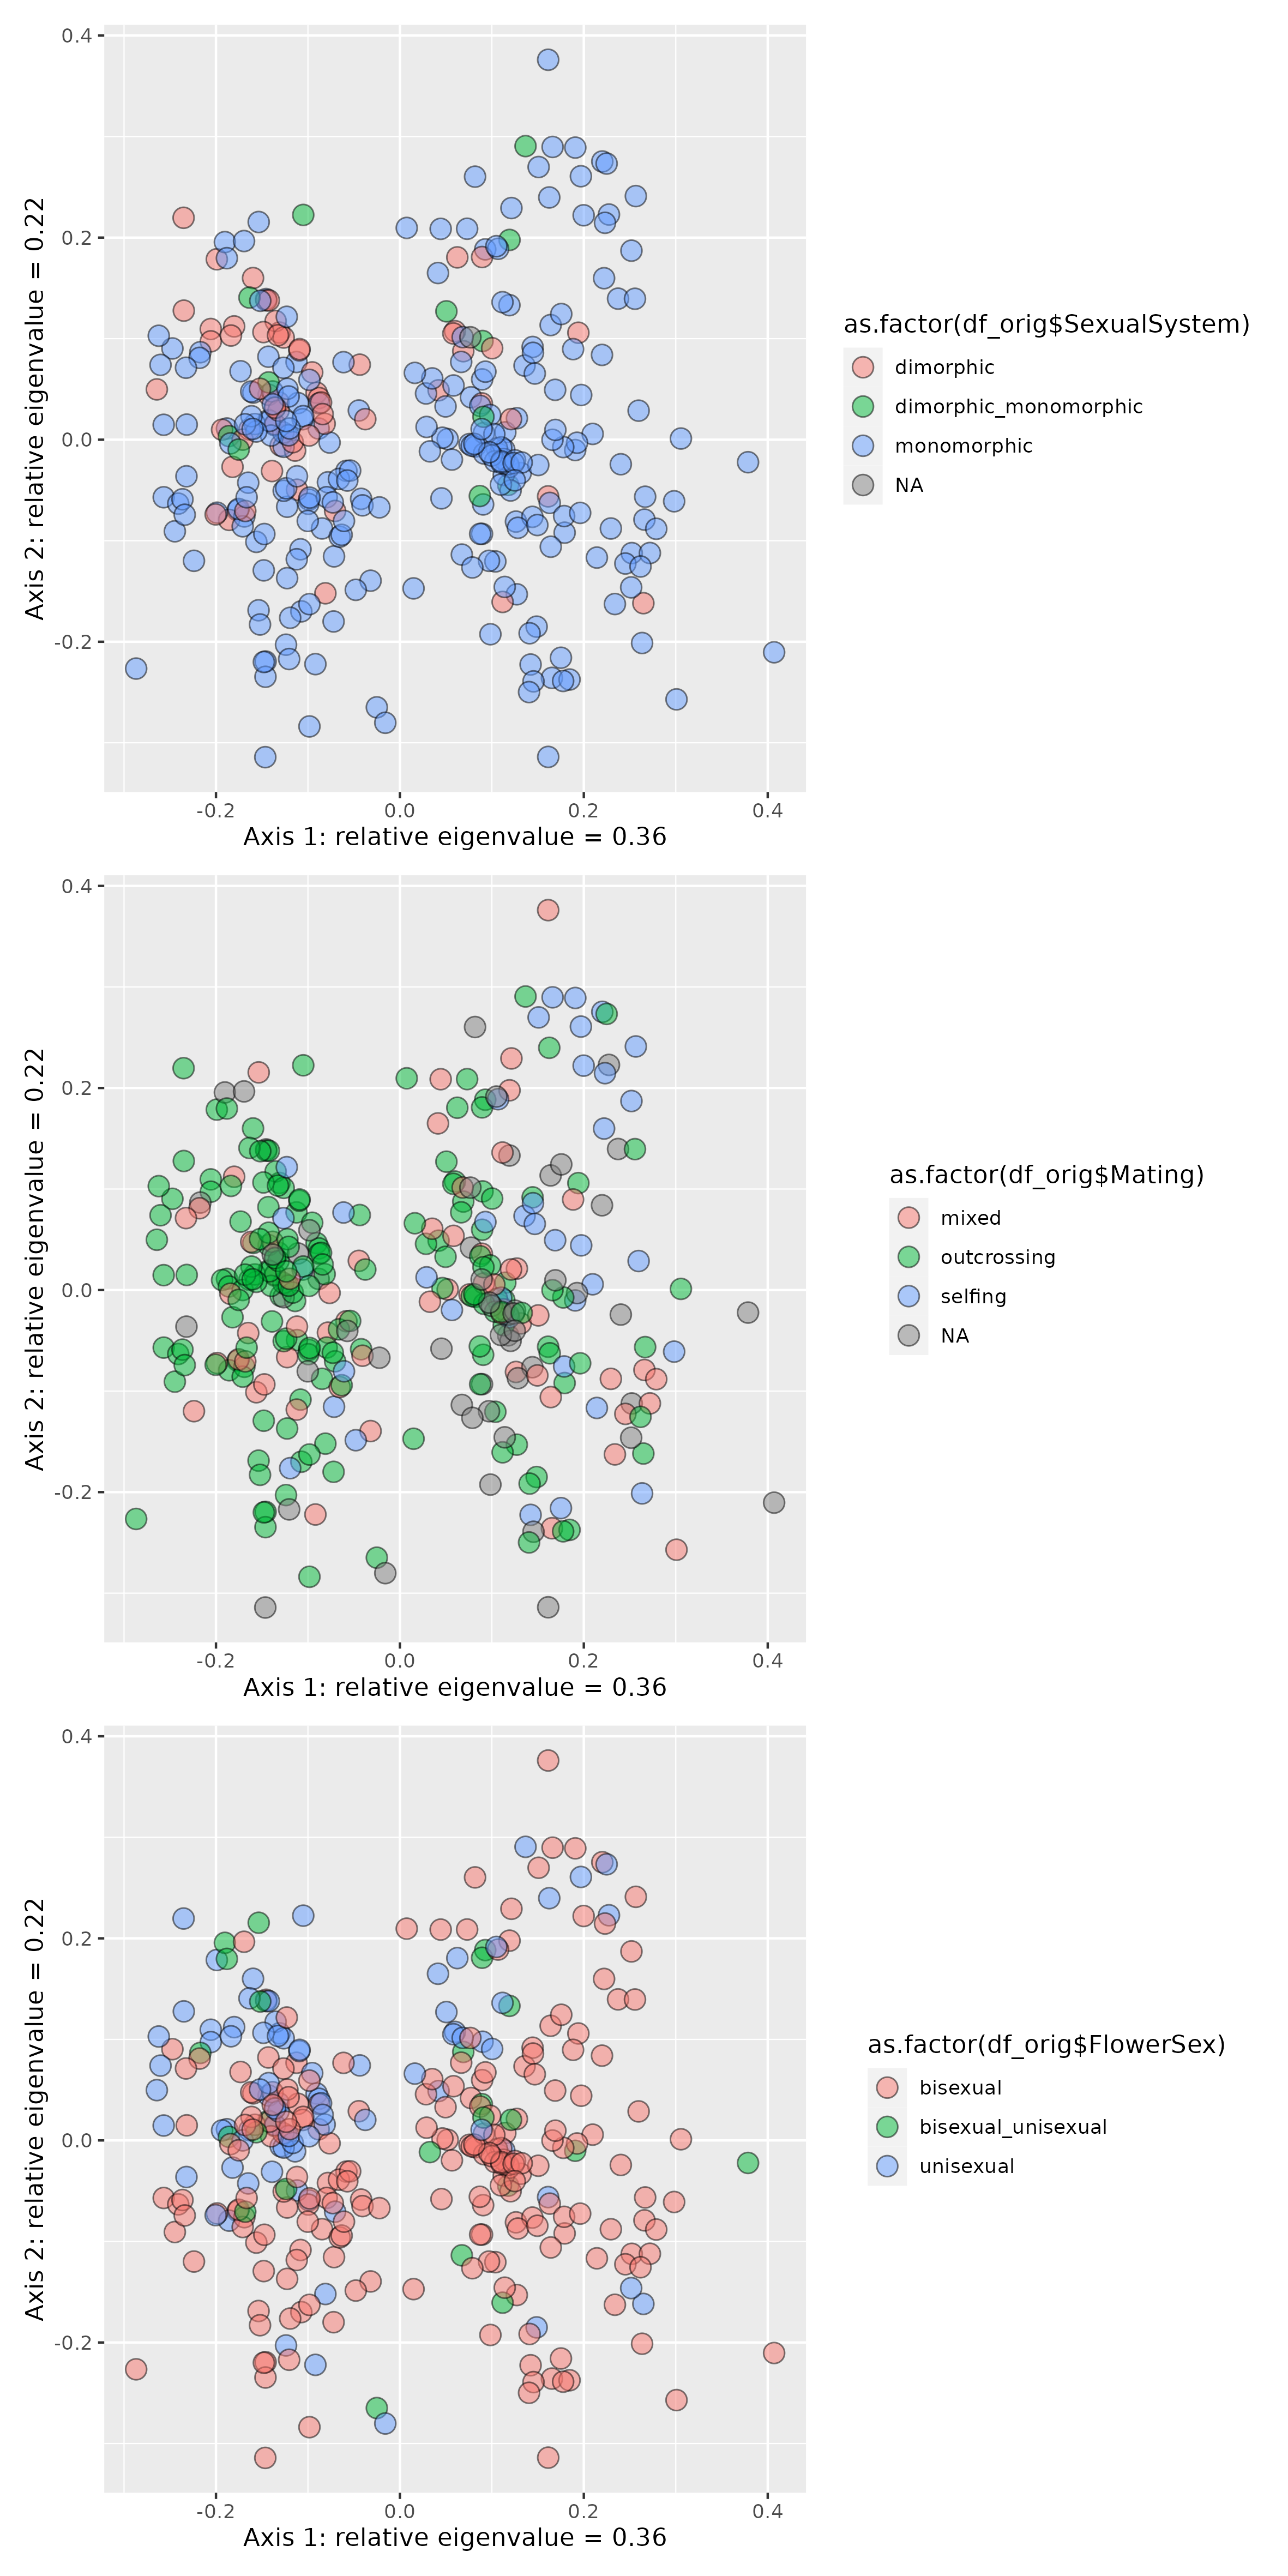 0.4
0.2
0.0
-0.2
Axis 2: relative eigenvalue = 0.22
-0.2 0.0 0.2 0.4
Axis 1: relative eigenvalue = 0.36
as.factor(df_orig$SexualSystem)
dimorphic
dimorphic_monomorphic
monomorphic
NA
0.4
0.2
0.0
-0.2
Axis 2: relative eigenvalue = 0.22
-0.2 0.0 0.2 0.4
Axis 1: relative eigenvalue = 0.36
as.factor(df_orig$Mating)
mixed
outcrossing
selfing
NA
0.4
0.2
0.0
-0.2
Axis 2: relative eigenvalue = 0.22
-0.2 0.0 0.2 0.4
Axis 1: relative eigenvalue = 0.36
as.factor(df_orig$FlowerSex)
bisexual
bisexual_unisexual
unisexual